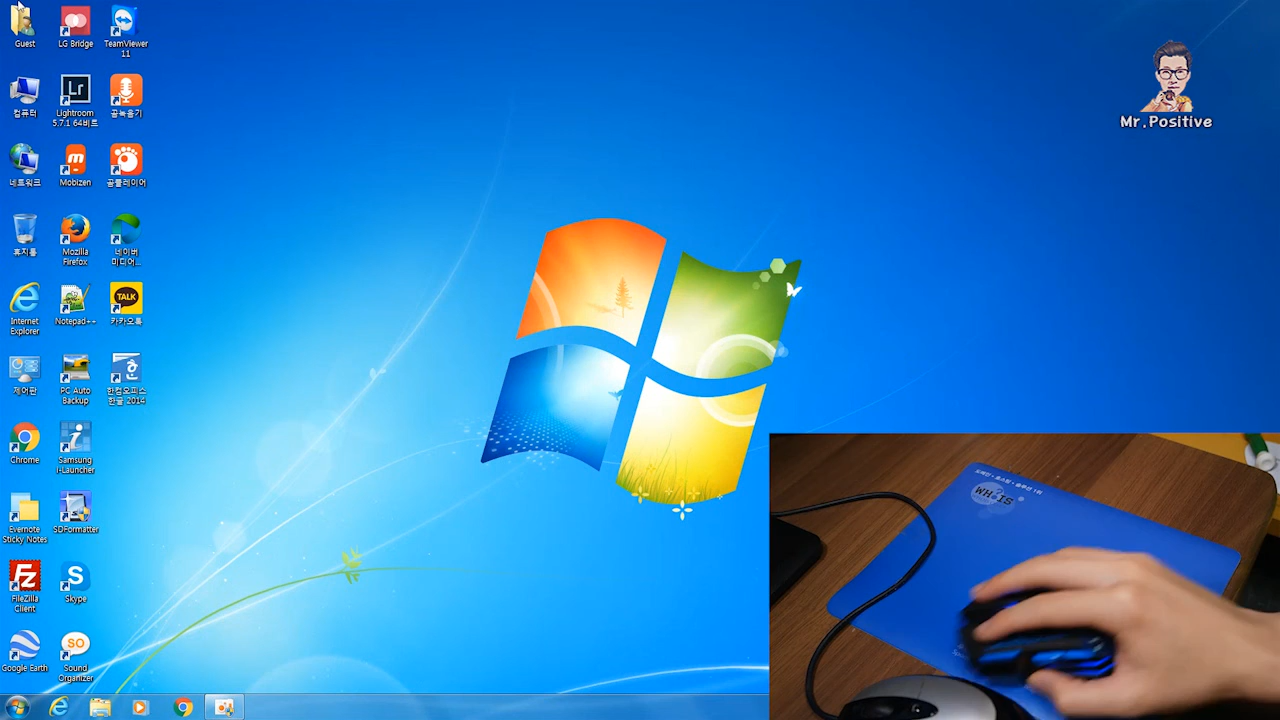 Guest
LG Bridge
TeamViewer
11
컴퓨터
Lr
Lightroom
5.7.1 64비트
곰녹음기
네트워크
m
Mobizen
곰플레이어
휴지통
Mozilla
Firefox
네이버
미디어...
Internet
Explorer
Notepad++
TALK
카카오톡
제어판
PC Auto
Backup
한컴오피스
한글 2014
Chrome
Samsung
i-Launcher
Evernote
Sticky Notes
SDFormatter
Fz
FileZilla
Client
S
Skype
Google Earth
SO
Sound
Organizer
Mr.Positive